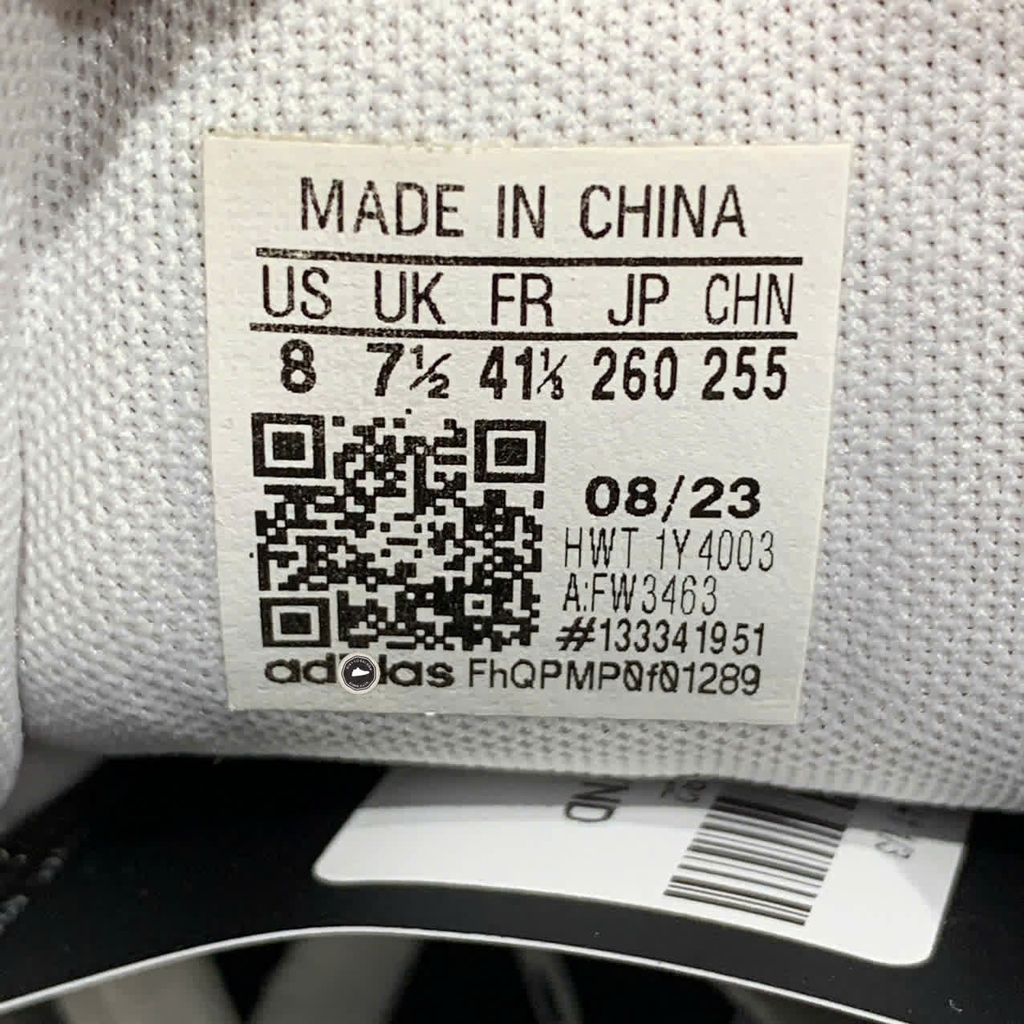 MADE IN CHINA
US UK FR JP CHN
8 7½ 41⅓ 260 255
08/23
HWT 1Y4003
A:FW3463
#133341951
adidas FhQPMP0f01289
ND